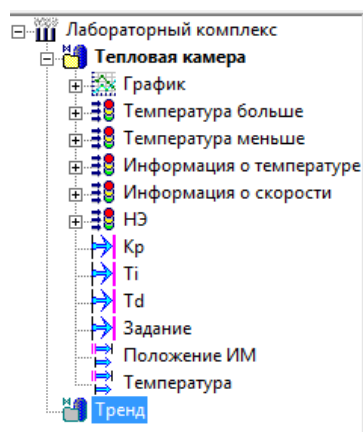 Лабораторный комплекс
Тепловая камера
График
Температура больше
Температура меньше
Информация о температуре
Информация о скорости
НЭ
Kp
Ti
Td
Задание
Положение ИМ
Температура
Тренд